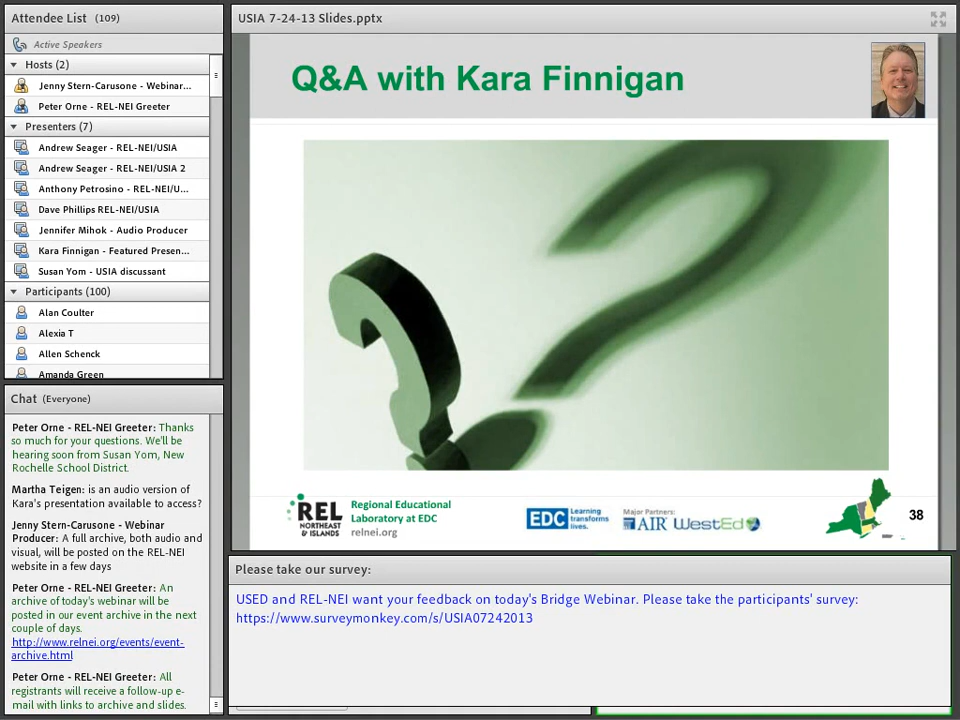 Attendee List (109)
Active Speakers
Hosts (2)
Jenny Stern-Carusone - Webinar...
Peter Orne - REL-NEI Greeter
Presenters (7)
Andrew Seager - REL-NEI/USIA
Andrew Seager - REL-NEI/USIA 2
Anthony Petrosino - REL-NEI/U...
Dave Phillips REL-NEI/USIA
Jennifer Mihok - Audio Producer
Kara Finnigan - Featured Presen...
Susan Yom - USIA discussant
Participants (100)
Alan Coulter
Alexia T
Allen Schenck
Amanda Green
Chat (Everyone)
Peter Orne - REL-NEI Greeter: Thanks
so much for your questions. We'll be
hearing soon from Susan Yom, New
Rochelle School District.
Martha Teigen: is an audio version of
Kara's presentation available to access?
Jenny Stern-Carusone - Webinar
Producer: A full archive, both audio and
visual, will be posted on the REL-NEI
website in a few days
Peter Orne - REL-NEI Greeter: An
archive of today's webinar will be
posted in our event archive in the next
couple of days.
http://www.relnei.org/events/event-
archive.html
Peter Orne - REL-NEI Greeter: All
registrants will receive a follow-up e-
mail with links to archive and slides.
USIA 7-24-13 Slides.pptx
Q&A with Kara Finnigan
REL
NORTHEAST
& ISLANDS
Regional Educational
Laboratory at EDC
relnei.org
EDC Learning
transforms
lives.
Major Partners:
AIR WestEd
38
Please take our survey:
USED and REL-NEI want your feedback on today's Bridge Webinar. Please take the participants' survey:
https://www.surveymonkey.com/s/USIA07242013